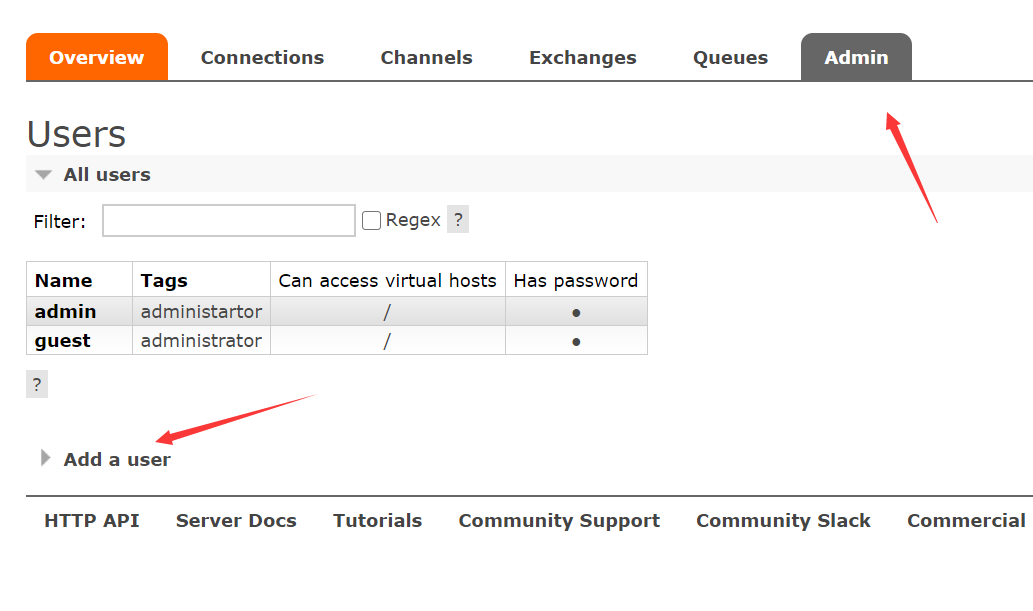 Overview Connections Channels Exchanges Queues Admin
Users
All users
Filter: Regex ?
Name Tags Can access virtual hosts Has password
admin administartor / ●
guest administrator / ●
?
Add a user
HTTP API Server Docs Tutorials Community Support Community Slack Commercial